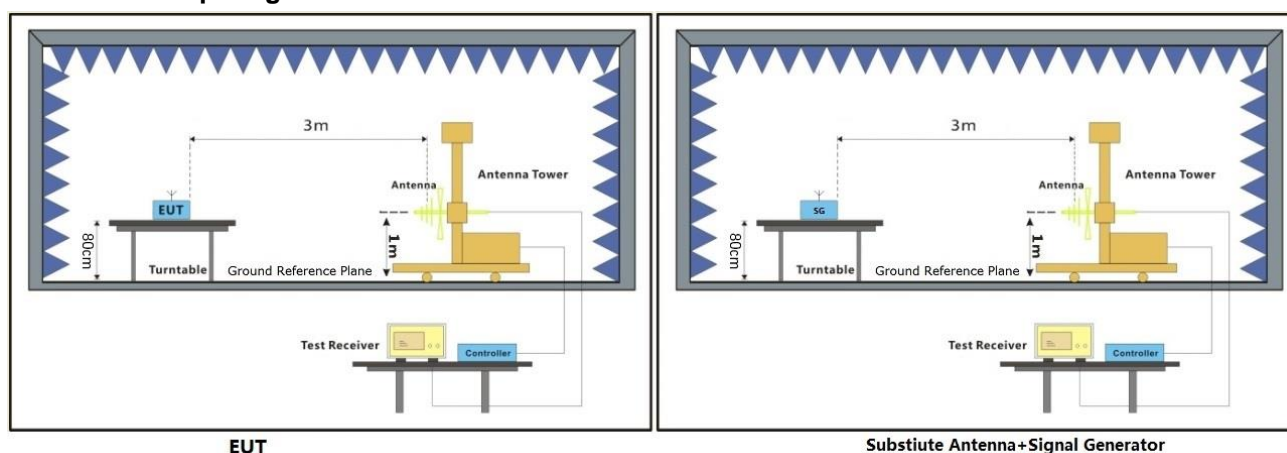 3m
Antenna
Antenna Tower
EUT
80cm
1m
Turntable
Ground Reference Plane
Test Receiver
Controller
EUT
3m
Antenna
Antenna Tower
SG
80cm
1m
Turntable
Ground Reference Plane
Test Receiver
Controller
Substiute Antenna+Signal Generator